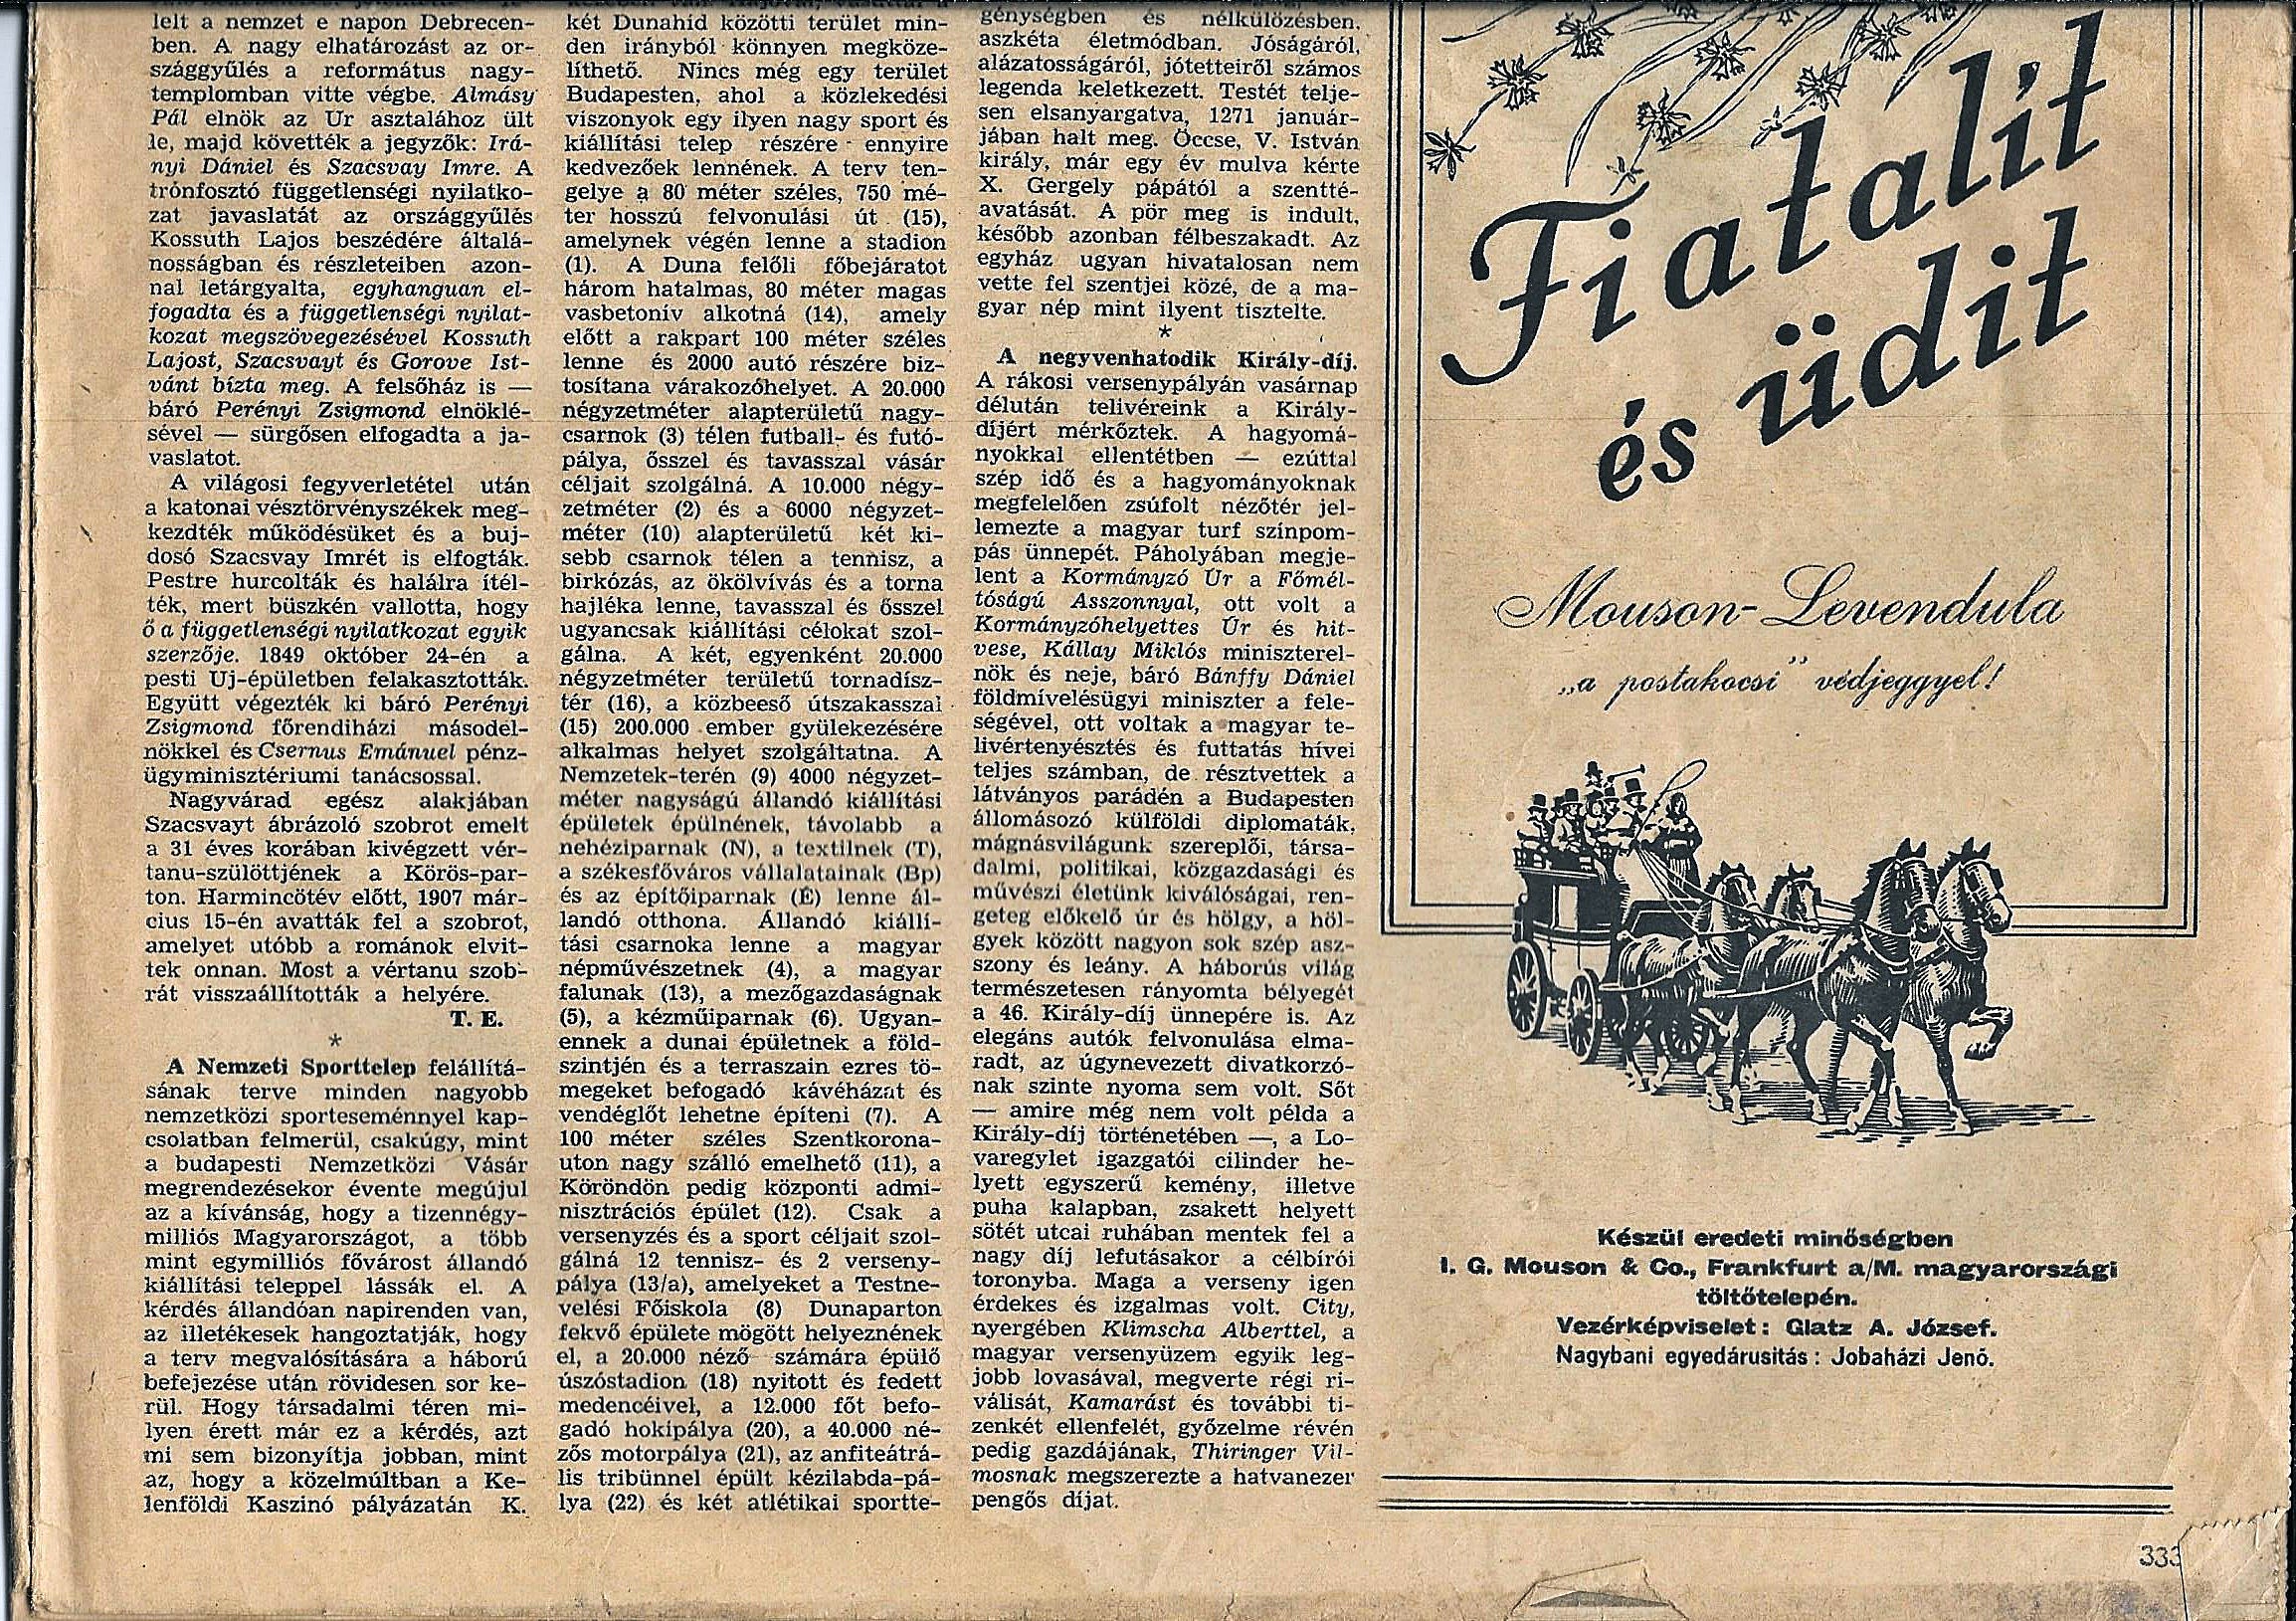 lelt a nemzet e napon Debrecen-
ben. A nagy elhatározást az or-
szággyűlés a református nagy-
templomban vitte végbe. Almásy
Pál elnök az Ur asztalához ült
le, majd követték a jegyzők: Irá-
nyi Dániel és Szacsvay Imre. A
trónfosztó függetlenségi nyilatko-
zat javaslatát az országgyűlés
Kossuth Lajos beszédére általá-
nosságban és részleteiben azon-
nal letárgyalta, egyhanguan el-
fogadta és a függetlenségi nyilat-
kozat megszövegezésével Kossuth
Lajost, Szacsvayt és Gorove Ist-
vánt bízta meg. A felsőház is —
báró Perényi Zsigmond elnöklé-
sével — sürgősen elfogadta a ja-
vaslatot.
A világosi fegyverletétel után
a katonai vésztörvényszékek meg-
kezdték működésüket és a buj-
dosó Szacsvay Imrét is elfogták.
Pestre hurcolták és halálra ítél-
ték, mert büszkén vallotta, hogy
ő a függetlenségi nyilatkozat egyik
szerzője. 1849 október 24-én a
pesti Uj-épületben felakasztották.
Együtt végezték ki báró Perényi
Zsigmond főrendiházi másodel-
nökkel és Csernus Emánuel pénz-
ügyminisztériumi tanácsossal.
Nagyvárad egész alakjában
Szacsvayt ábrázoló szobrot emelt
a 31 éves korában kivégzett vér-
tanu-szülöttjének a Körös-par-
ton. Harmincötév előtt, 1907 már-
cius 15-én avatták fel a szobrot,
amelyet utóbb a románok elvit-
tek onnan. Most a vértanu szob-
rát visszaállították a helyére.
T. E.
*
A Nemzeti Sporttelep felállítá-
sának terve minden nagyobb
nemzetközi sporteseménnyel kap-
csolatban felmerül, csakúgy, mint
a budapesti Nemzetközi Vásár
megrendezésekor évente megújul
az a kívánság, hogy a tizennégy-
milliós Magyarországot, a több
mint egymilliós fővárost állandó
kiállítási teleppel lássák el. A
kérdés állandóan napirenden van,
az illetékesek hangoztatják, hogy
a terv megvalósítására a háború
befejezése után rövidesen sor ke-
rül. Hogy társadalmi téren mi-
lyen érett már ez a kérdés, azt
mi sem bizonyítja jobban, mint
az, hogy a közelmúltban a Ke-
lenföldi Kaszinó pályázatán K.
két Dunahíd közötti terület min-
den irányból könnyen megköze-
líthető. Nincs még egy terület
Budapesten, ahol a közlekedési
viszonyok egy ilyen nagy sport és
kiállítási telep részére ennyire
kedvezőek lennének. A terv ten-
gelye a 80 méter széles, 750 mé-
ter hosszú felvonulási út (15),
amelynek végén lenne a stadion
(1). A Duna felőli főbejáratot
három hatalmas, 80 méter magas
vasbetonív alkotná (14), amely
előtt a rakpart 100 méter széles
lenne és 2000 autó részére biz-
tosítana várakozóhelyet. A 20.000
négyzetméter alapterületű nagy-
csarnok (3) télen futball- és futó-
pálya, ősszel és tavasszal vásár
céljait szolgálná. A 10.000 négy-
zetméter (2) és a 6000 négyzet-
méter (10) alapterületű két ki-
sebb csarnok télen a tennisz, a
birkózás, az ökölvívás és a torna
hajléka lenne, tavasszal és ősszel
ugyancsak kiállítási célokat szol-
gálna. A két, egyenként 20.000
négyzetméter területű tornadísz-
tér (16), a közbeeső útszakasszal
(15) 200.000 ember gyülekezésére
alkalmas helyet szolgáltatna. A
Nemzetek-terén (9) 4000 négyzet-
méter nagyságú állandó kiállítási
épületek épülnének, távolabb a
nehéziparnak (N), a textilnek (T),
a székesfőváros vállalatainak (Bp)
és az építőiparnak (É) lenne ál-
landó otthona. Állandó kiállí-
tási csarnoka lenne a magyar
népművészetnek (4), a magyar
falunak (13), a mezőgazdaságnak
(5), a kézműiparnak (6). Ugyan-
ennek a dunai épületnek a föld-
szintjén és a terraszain ezres tö-
megeket befogadó kávéházat és
vendéglőt lehetne építeni (7). A
100 méter széles Szentkorona-
uton nagy szálló emelhető (11), a
Köröndön pedig központi admi-
nisztrációs épület (12). Csak a
versenyzés és a sport céljait szol-
gálná 12 tennisz- és 2 verseny-
pálya (13/a), amelyeket a Testne-
velési Főiskola (8) Dunaparton
fekvő épülete mögött helyeznének
el, a 20.000 néző számára épülő
úszóstadion (18) nyitott és fedett
medencéivel, a 12.000 főt befo-
gadó hokipálya (20), a 40.000 né-
zős motorpálya (21), az anfiteátrá-
lis tribünnel épült kézilabda-pá-
lya (22) és két atlétikai sportte-
génységben és nélkülözésben,
aszkéta életmódban. Jóságáról,
alázatosságáról, jótetteiről számos
legenda keletkezett. Testét telje-
sen elsanyargatva, 1271 január-
jában halt meg. Öccse, V. István
király, már egy év mulva kérte
X. Gergely pápától a szentté-
avatását. A pör meg is indult,
később azonban félbeszakadt. Az
egyház ugyan hivatalosan nem
vette fel szentjei közé, de a ma-
gyar nép mint ilyent tisztelte.
*
A negyvenhatodik Király-díj.
A rákosi versenypályán vasárnap
délután telivéreink a Király-
díjért mérkőztek. A hagyomá-
nyokkal ellentétben — ezúttal
szép idő és a hagyományoknak
megfelelően zsúfolt nézőtér jel-
lemezte a magyar turf színpom-
pás ünnepét. Páholyában megje-
lent a Kormányzó Úr a Főmél-
tóságú Asszonnyal, ott volt a
Kormányzóhelyettes Úr és hit-
vese, Kállay Miklós miniszterel-
nök és neje, báró Bánffy Dániel
földmívelésügyi miniszter a fele-
ségével, ott voltak a magyar te-
livértenyésztés és futtatás hívei
teljes számban, de résztvettek a
látványos parádén a Budapesten
állomásozó külföldi diplomaták,
mágnásvilágunk szereplői, társa-
dalmi, politikai, közgazdasági és
művészi életünk kiválóságai, ren-
geteg előkelő úr és hölgy, a höl-
gyek között nagyon sok szép asz-
szony és leány. A háborús világ
természetesen rányomta bélyegét
a 46. Király-díj ünnepére is. Az
elegáns autók felvonulása elma-
radt, az úgynevezett divatkorzó-
nak szinte nyoma sem volt. Sőt
— amire még nem volt példa a
Király-díj történetében —, a Lo-
varegylet igazgatói cilinder he-
lyett egyszerű kemény, illetve
puha kalapban, zsakett helyett
sötét utcai ruhában mentek fel a
nagy díj lefutásakor a célbírói
toronyba. Maga a verseny igen
érdekes és izgalmas volt. City,
nyergében Klimscha Alberttel, a
magyar versenyüzem egyik leg-
jobb lovasával, megverte régi ri-
válisát, Kamarást és további ti-
zenkét ellenfelét, győzelme révén
pedig gazdájának, Thiringer Vil-
mosnak megszerezte a hatvanezer
pengős díjat.
Fiatalít
és üdít
Mouson-Levendula
„a postakocsi" védjeggyel!
Készül eredeti minőségben
I. G. Mouson & Co., Frankfurt a/M. magyarországi
töltőtelepén.
Vezérképviselet: Glatz A. József.
Nagybani egyedárusitás: Jobaházi Jenő.
333